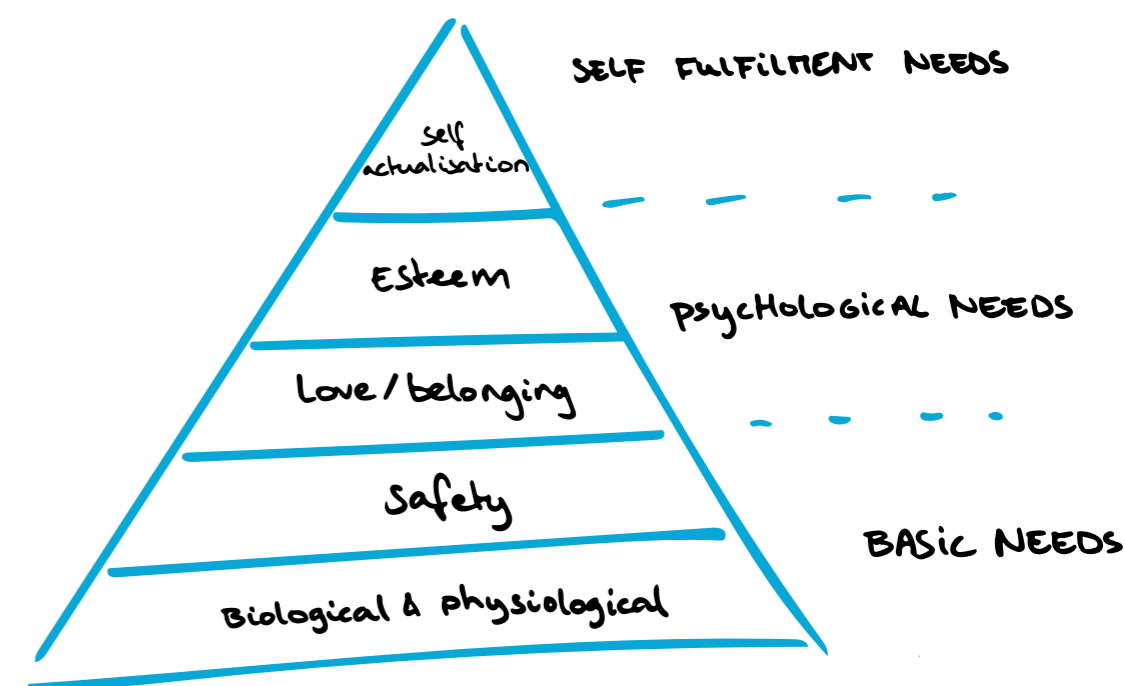 SELF FULFILMENT NEEDS
Self
actualisation
Esteem
PSYCHOLOGICAL NEEDS
Love/belonging
Safety
BASIC NEEDS
Biological & physiological